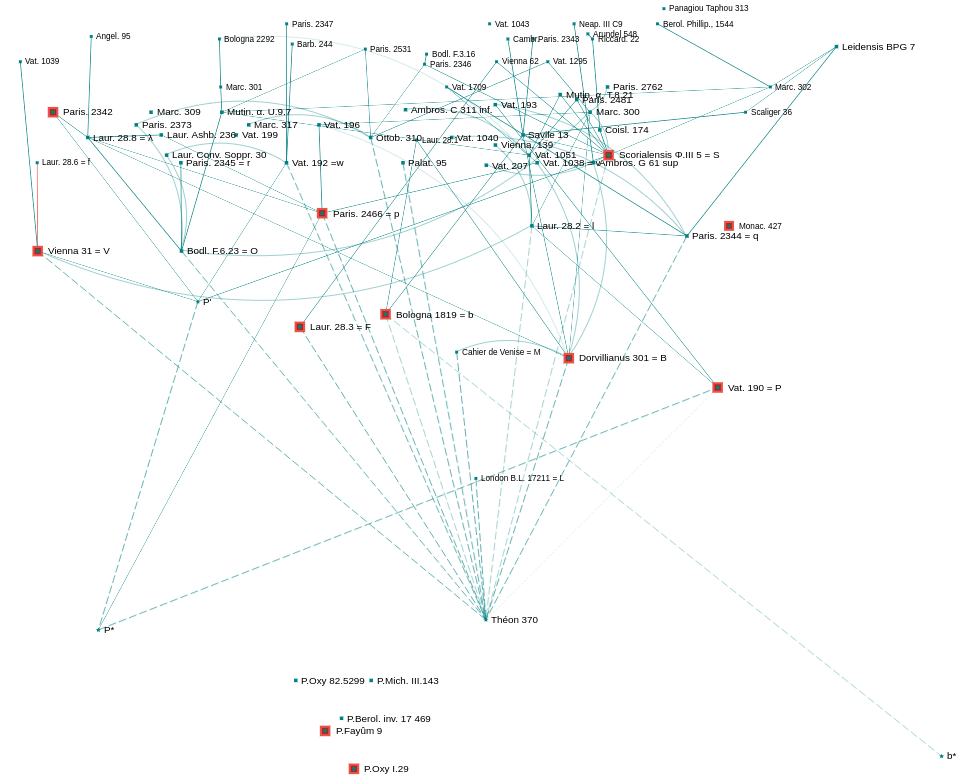 Panagiou Taphou 313
Paris. 2347
Vat. 1043
Neap. III C9
Berol. Phillip., 1544
Angel. 95
Bologna 2292
Barb. 244
Paris. 2531
Paris. 2343
Arundel 548
Riccard. 22
Leidensis BPG 7
Bodl. F.3.16
Vat. 1039
Paris. 2346
Vienna 62
Vat. 1295
Marc. 301
Vat. 1709
Paris. 2762
Marc. 302
Mutin. α. T.8.21
Paris. 2481
Paris. 2342
Marc. 309
Mutin. α. U.9.7
Ambros. C.311 inf.
Vat. 193
Marc. 300
Scaliger 36
Paris. 2373
Marc. 317
Vat. 196
Coisl. 174
Laur. 28.8 = λ
Laur. Ashb. 236
Vat. 199
Ottob. 310
Laur. 28.1
Vat. 1040
Savile 13
Vienna. 139
Laur. Conv. Soppr. 30
Vat. 1051
Scorialensis Φ.III 5 = S
Laur. 28.6 = f
Paris. 2345 = r
Vat. 192 =w
Palat. 95
Vat. 207
Vat. 1038 = v
Ambros. G 61 sup
Paris. 2466 = p
Laur. 28.2 = l
Monac. 427
Paris. 2344 = q
Vienna 31 = V
Bodl. F.6.23 = O
P'
Bologna 1819 = b
Laur. 28.3 = F
Cahier de Venise = M
Dorvillianus 301 = B
Vat. 190 = P
London B.L. 17211 = L
Théon 370
P*
P.Oxy 82.5299
P.Mich. III.143
P.Berol. inv. 17 469
P.Fayûm 9
b*
P.Oxy I.29